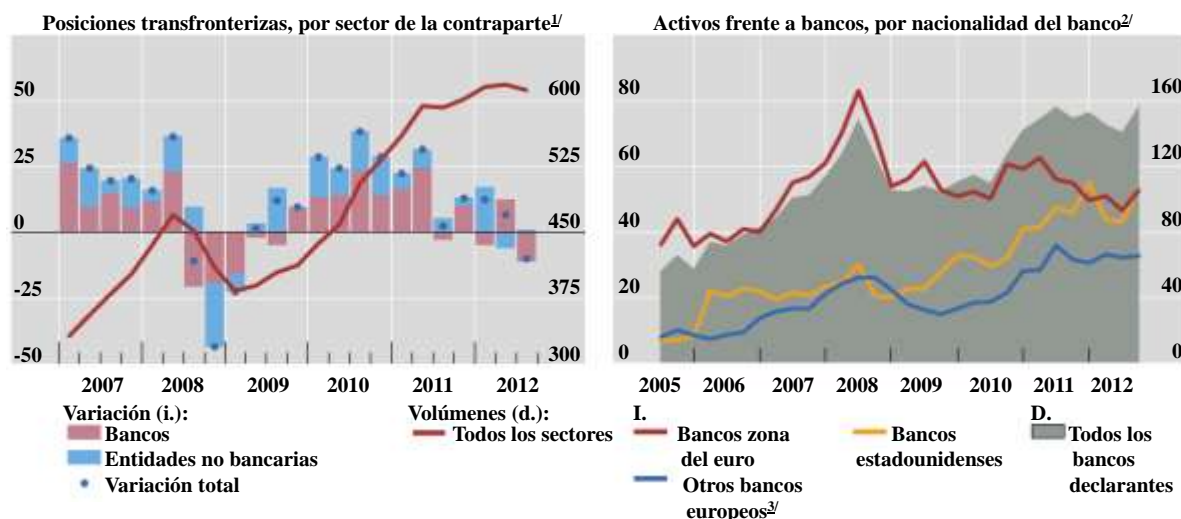 Posiciones transfronterizas, por sector de la contraparte1/
50
25
0
-25
-50
600
525
450
375
300
2007 2008 2009 2010 2011 2012
Variación (i.):
Bancos
Entidades no bancarias
Variación total
Volúmenes (d.):
Todos los sectores
Activos frente a bancos, por nacionalidad del banco2/
80
60
40
20
0
160
120
80
40
0
2005 2006 2007 2008 2009 2010 2011 2012
I.
Bancos zona
del euro
Otros bancos
europeos3/
Bancos
estadounidenses
D.
Todos los
bancos
declarantes